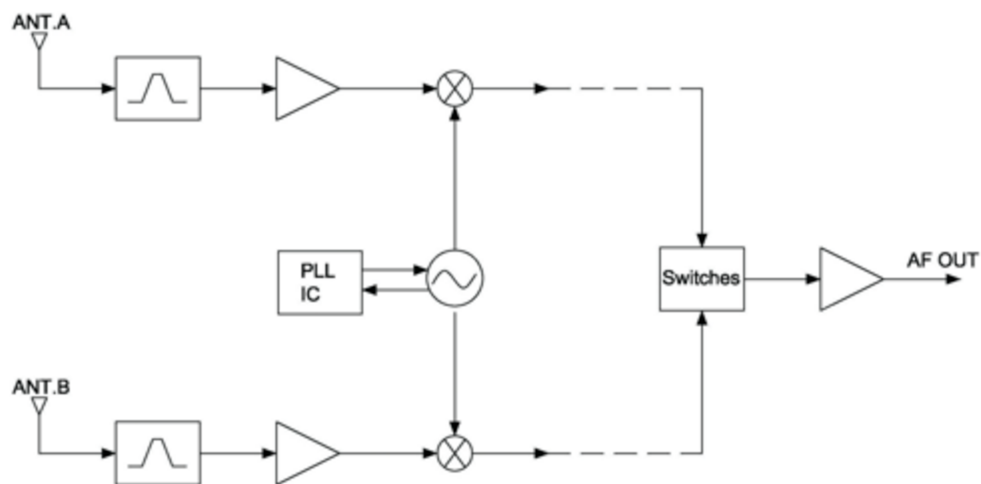 ANT.A
PLL
IC
Switches
AF OUT
ANT.B